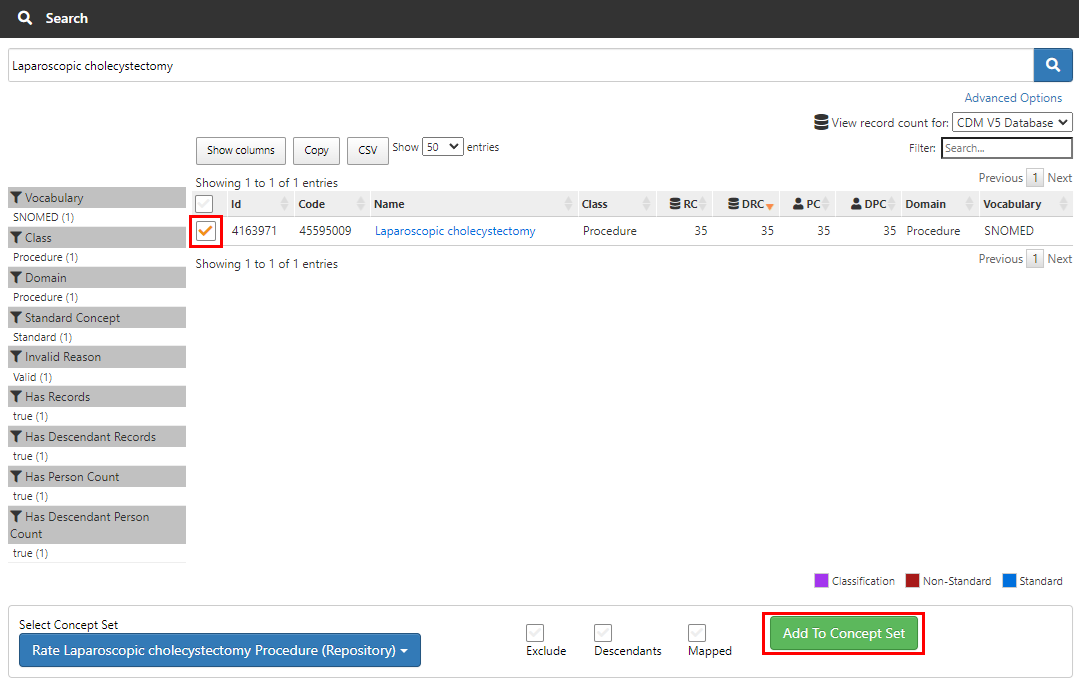 Search
Laparoscopic cholecystectomy
Advanced Options
View record count for: CDM V5 Database
Show columns Copy CSV Show 50 entries Filter: Search...
Showing 1 to 1 of 1 entries Previous 1 Next
Id Code Name Class RC DRC PC DPC Domain Vocabulary
4163971 45595009 Laparoscopic cholecystectomy Procedure 35 35 35 35 Procedure SNOMED
Showing 1 to 1 of 1 entries Previous 1 Next
Vocabulary
SNOMED (1)
Class
Procedure (1)
Domain
Procedure (1)
Standard Concept
Standard (1)
Invalid Reason
Valid (1)
Has Records
true (1)
Has Descendant Records
true (1)
Has Person Count
true (1)
Has Descendant Person
Count
true (1)
Classification Non-Standard Standard
Select Concept Set
Rate Laparoscopic cholecystectomy Procedure (Repository)
Exclude Descendants Mapped
Add To Concept Set